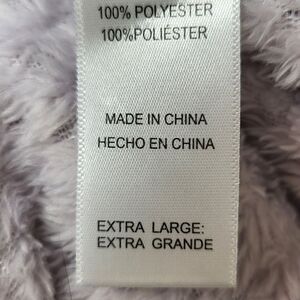 100% POLYESTER
100%POLIÉSTER
MADE IN CHINA
HECHO EN CHINA
EXTRA LARGE:
EXTRA GRANDE